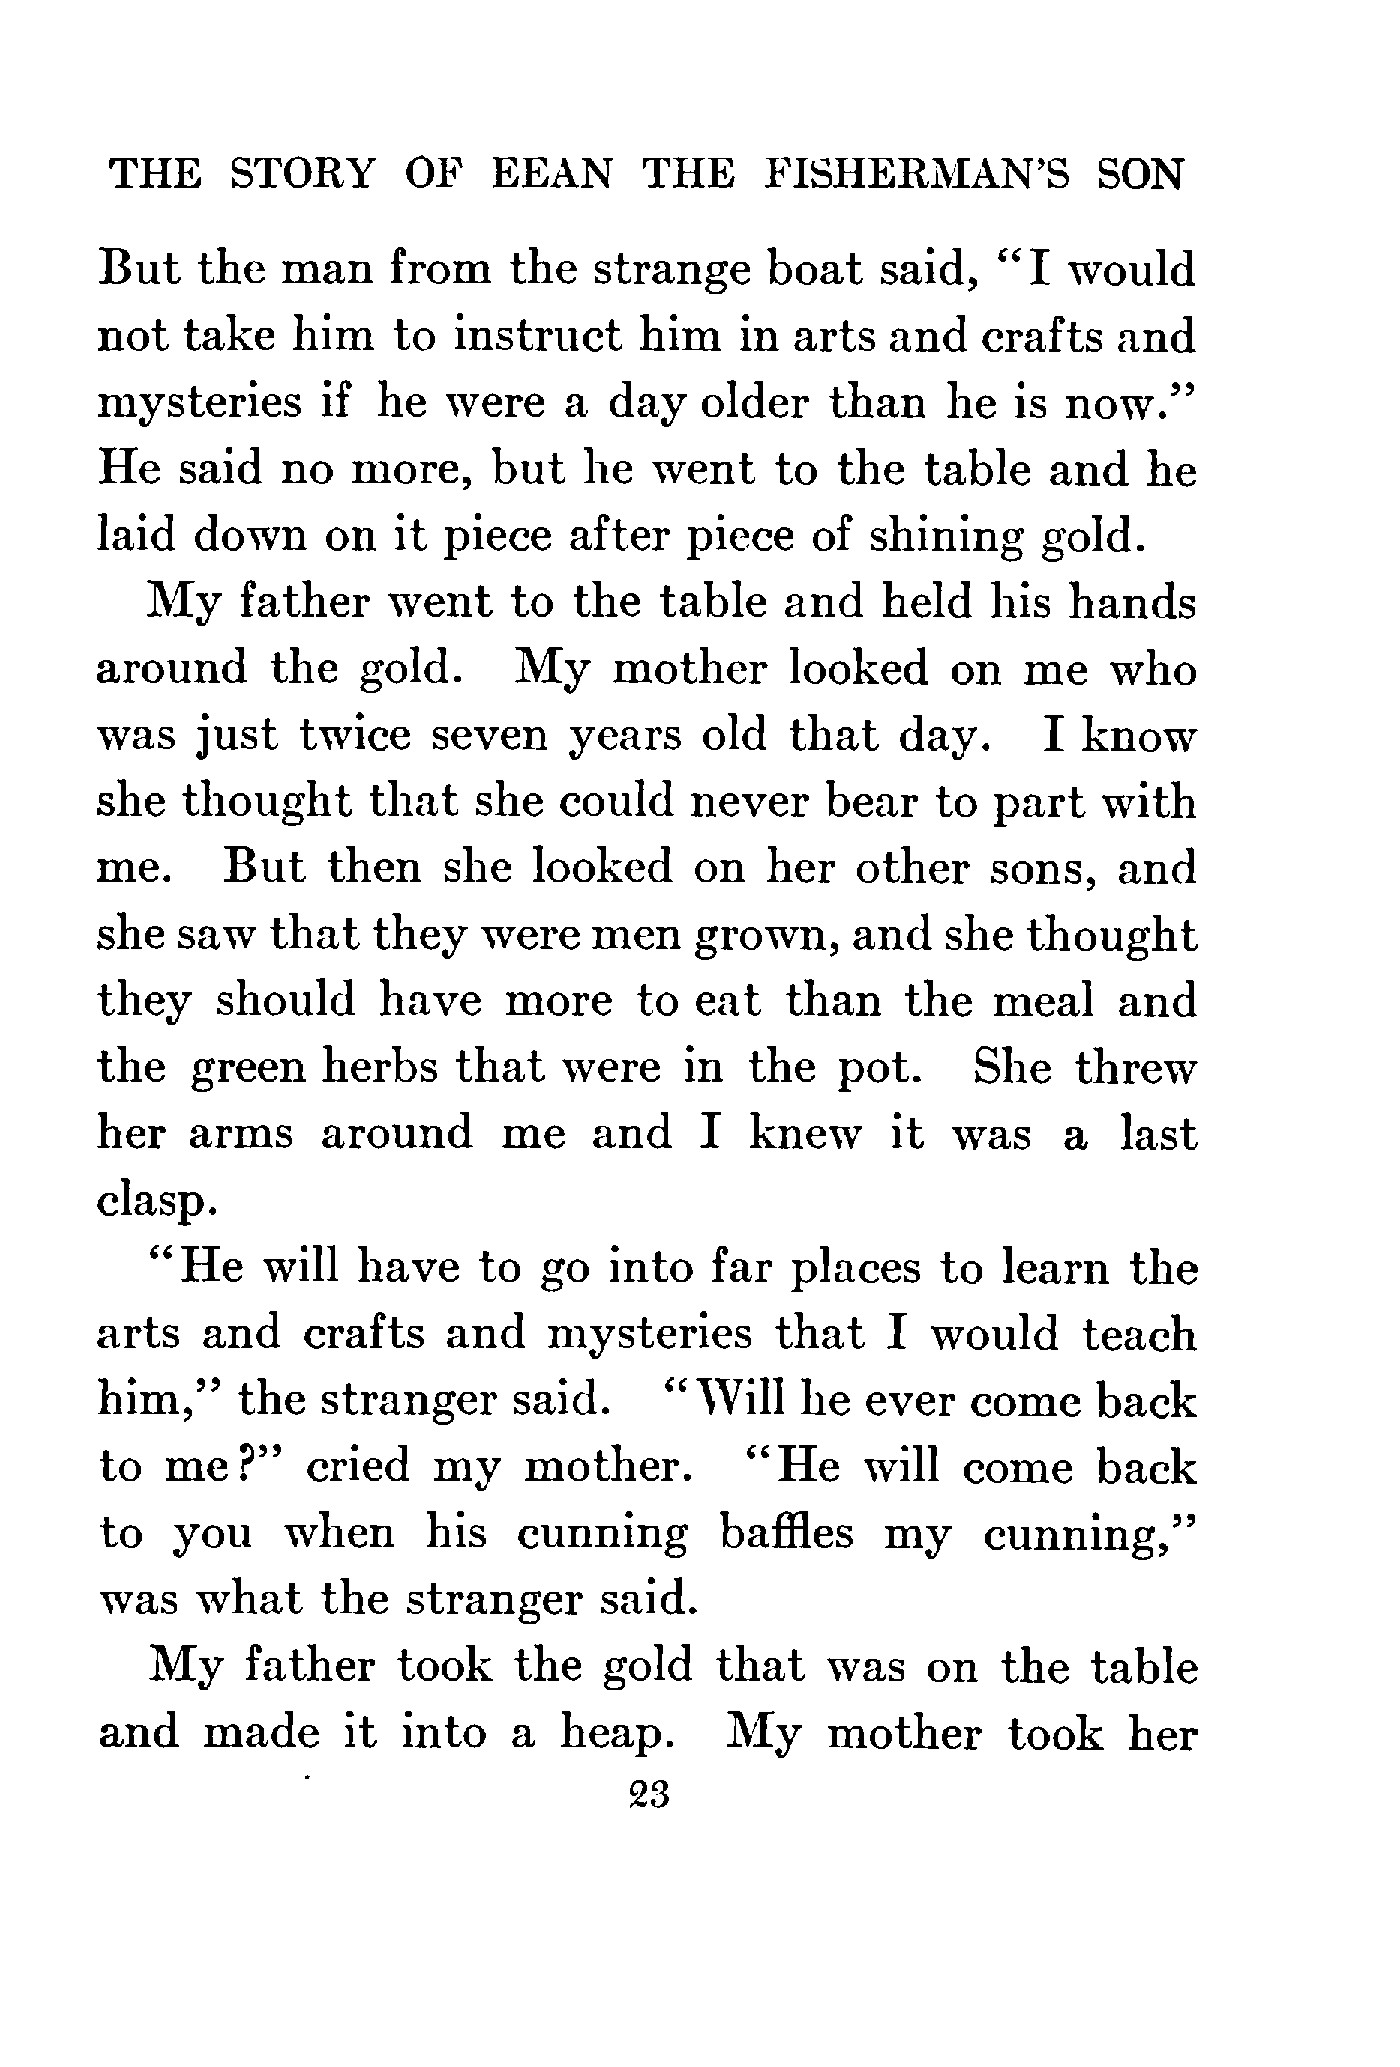 THE STORY OF EEAN THE FISHERMAN'S SON
But the man from the strange boat said, “I would
not take him to instruct him in arts and crafts and
mysteries if he were a day older than he is now.”
He said no more, but he went to the table and he
laid down on it piece after piece of shining gold.
My father went to the table and held his hands
around the gold. My mother looked on me who
was just twice seven years old that day. I know
she thought that she could never bear to part with
me. But then she looked on her other sons, and
she saw that they were men grown, and she thought
they should have more to eat than the meal and
the green herbs that were in the pot. She threw
her arms around me and I knew it was a last
clasp.
“He will have to go into far places to learn the
arts and crafts and mysteries that I would teach
him,” the stranger said. “Will he ever come back
to me?” cried my mother. “He will come back
to you when his cunning baffles my cunning,”
was what the stranger said.
My father took the gold that was on the table
and made it into a heap. My mother took her
23